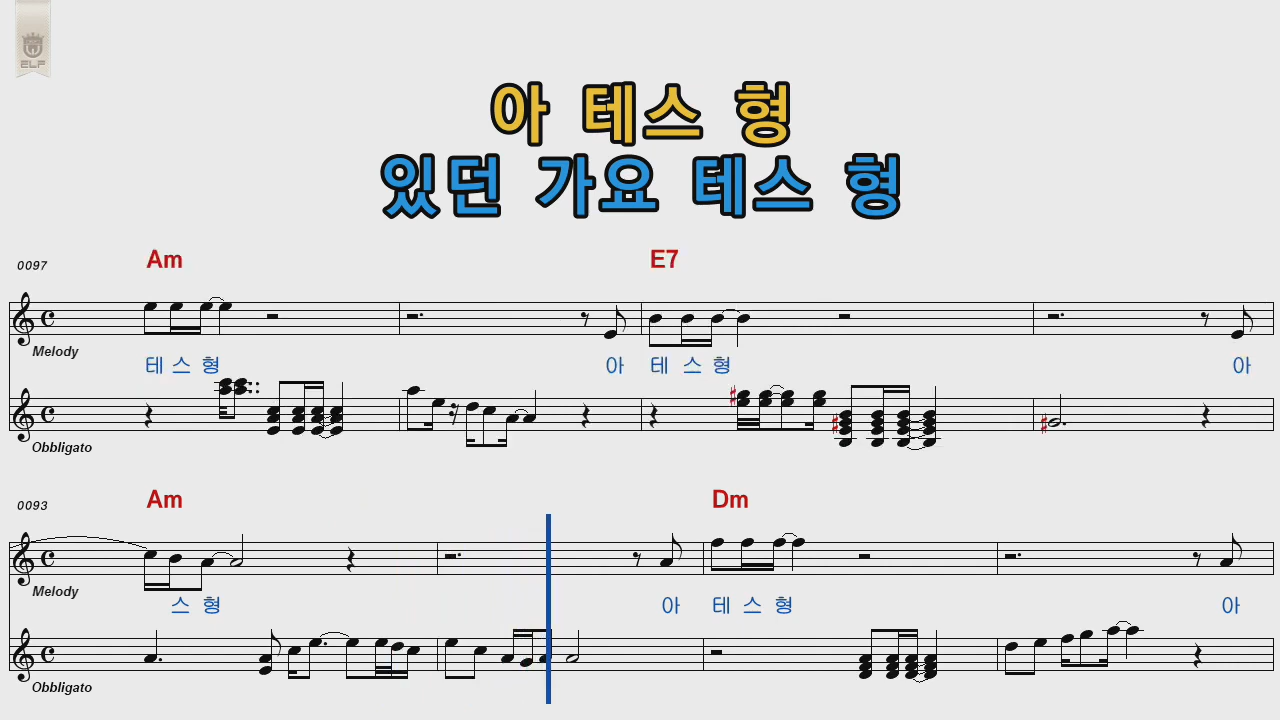 ELF
아 테스 형
있던 가요 테스 형
Am E7
0097
Melody
테 스 형 아 테 스 형 아
Obbligato
Am Dm
0093
Melody
스 형 아 테 스 형 아
Obbligato